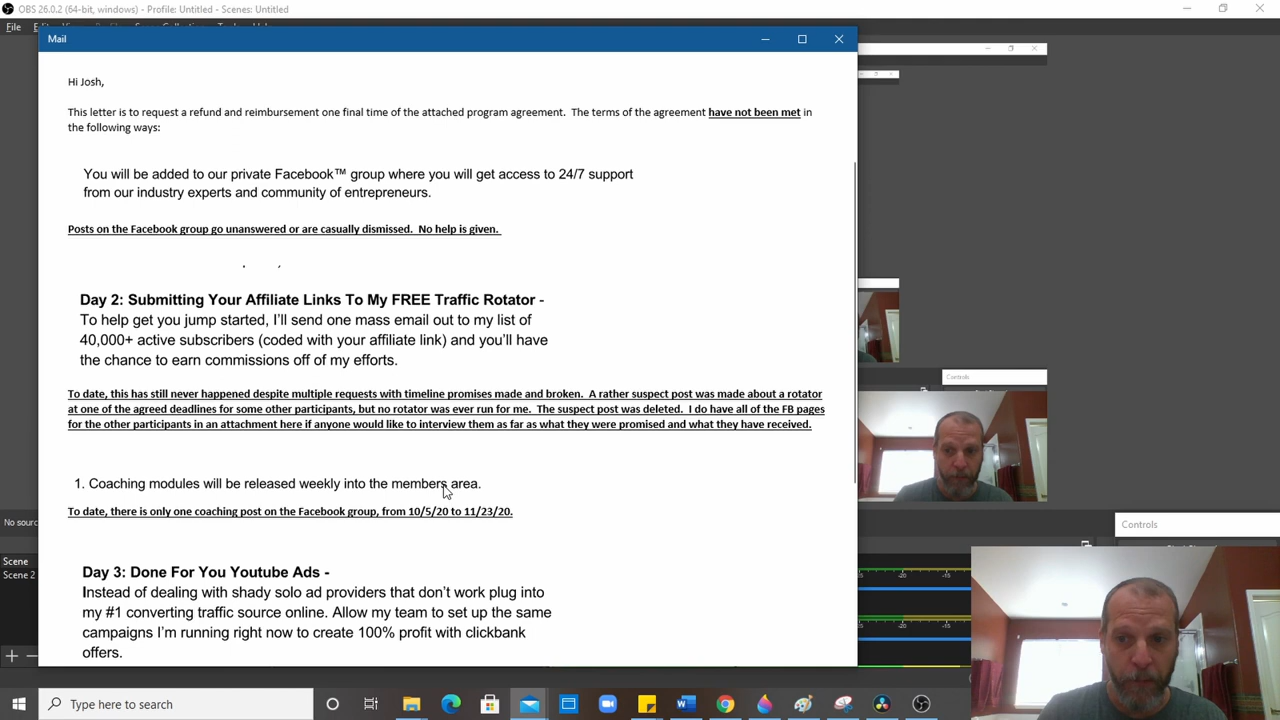 OBS 26.0.2 (64-bit, windows) - Profile: Untitled - Scenes: Untitled
File
Mail
Hi Josh,
This letter is to request a refund and reimbursement one final time of the attached program agreement. The terms of the agreement have not been met in
the following ways:
You will be added to our private Facebook™ group where you will get access to 24/7 support
from our industry experts and community of entrepreneurs.
Posts on the Facebook group go unanswered or are casually dismissed. No help is given.
Day 2: Submitting Your Affiliate Links To My FREE Traffic Rotator -
To help get you jump started, I'll send one mass email out to my list of
40,000+ active subscribers (coded with your affiliate link) and you'll have
the chance to earn commissions off of my efforts.
Controls
To date, this has still never happened despite multiple requests with timeline promises made and broken. A rather suspect post was made about a rotator
at one of the agreed deadlines for some other participants, but no rotator was ever run for me. The suspect post was deleted. I do have all of the FB pages
for the other participants in an attachment here if anyone would like to interview them as far as what they were promised and what they have received.
1. Coaching modules will be released weekly into the members area.
To date, there is only one coaching post on the Facebook group, from 10/5/20 to 11/23/20.
No sourc
Controls
Scene
Scene 2
Day 3: Done For You Youtube Ads -
Instead of dealing with shady solo ad providers that don't work plug into
my #1 converting traffic source online. Allow my team to set up the same
campaigns I'm running right now to create 100% profit with clickbank
offers.
-20 -15
-20 -15
Type here to search